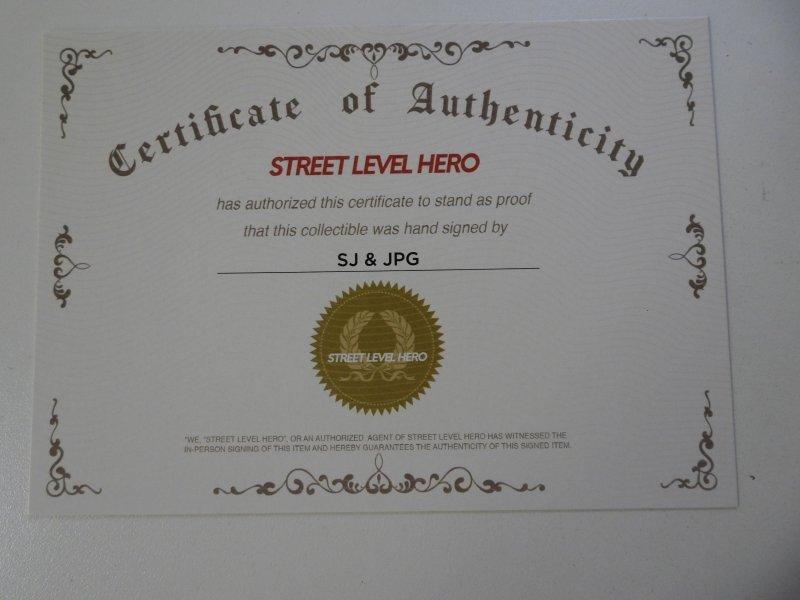 Certificate of Authenticity
STREET LEVEL HERO
has authorized this certificate to stand as proof
that this collectible was hand signed by
SJ & JPG
STREET LEVEL HERO
"WE, "STREET LEVEL HERO", OR AN AUTHORIZED AGENT OF STREET LEVEL HERO HAS WITNESSED THE
IN-PERSON SIGNING OF THIS ITEM AND HEREBY GUARANTEES THE AUTHENTICITY OF THIS SIGNED ITEM.